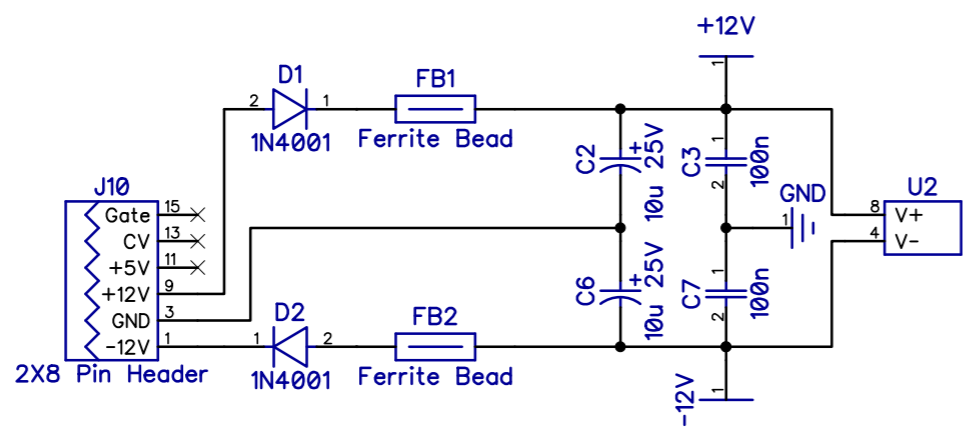 +12V
1
D1
2
1
1N4001
FB1
Ferrite Bead
C2
+
10u 25V
C3
1
2
100n
J10
Gate
15
CV
13
+5V
11
+12V
9
GND
3
-12V
1
2X8 Pin Header
GND
1
U2
8
V+
4
V-
C6
+
10u 25V
C7
1
2
100n
D2
1
2
1N4001
FB2
Ferrite Bead
-12V
1